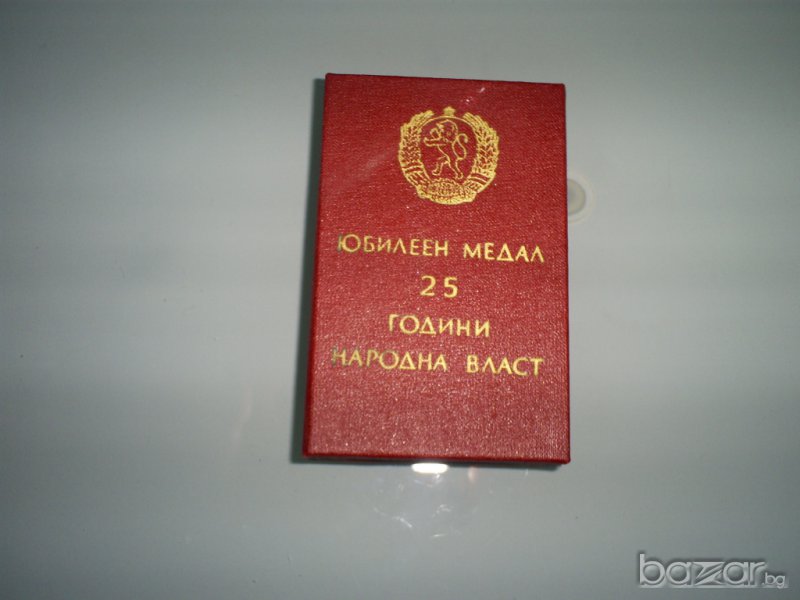 ЮБИЛЕЕН МЕДАЛ
25
ГОДИНИ
НАРОДНА ВЛАСТ
bazar.bg